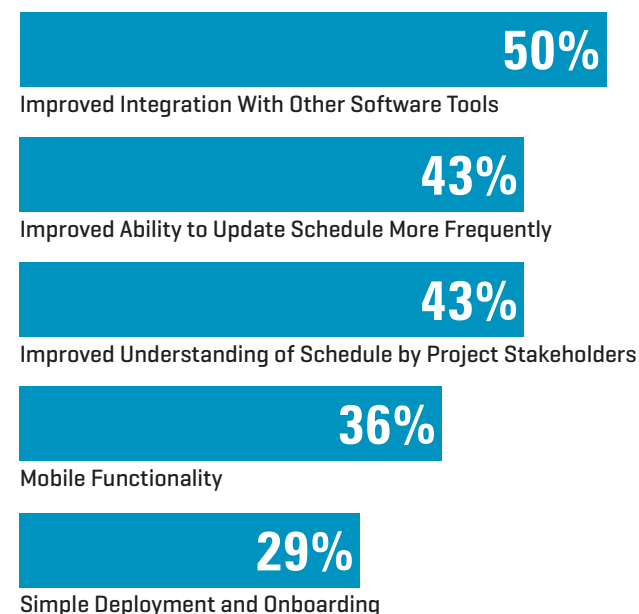 50%
Improved Integration With Other Software Tools
43%
Improved Ability to Update Schedule More Frequently
43%
Improved Understanding of Schedule by Project Stakeholders
36%
Mobile Functionality
29%
Simple Deployment and Onboarding